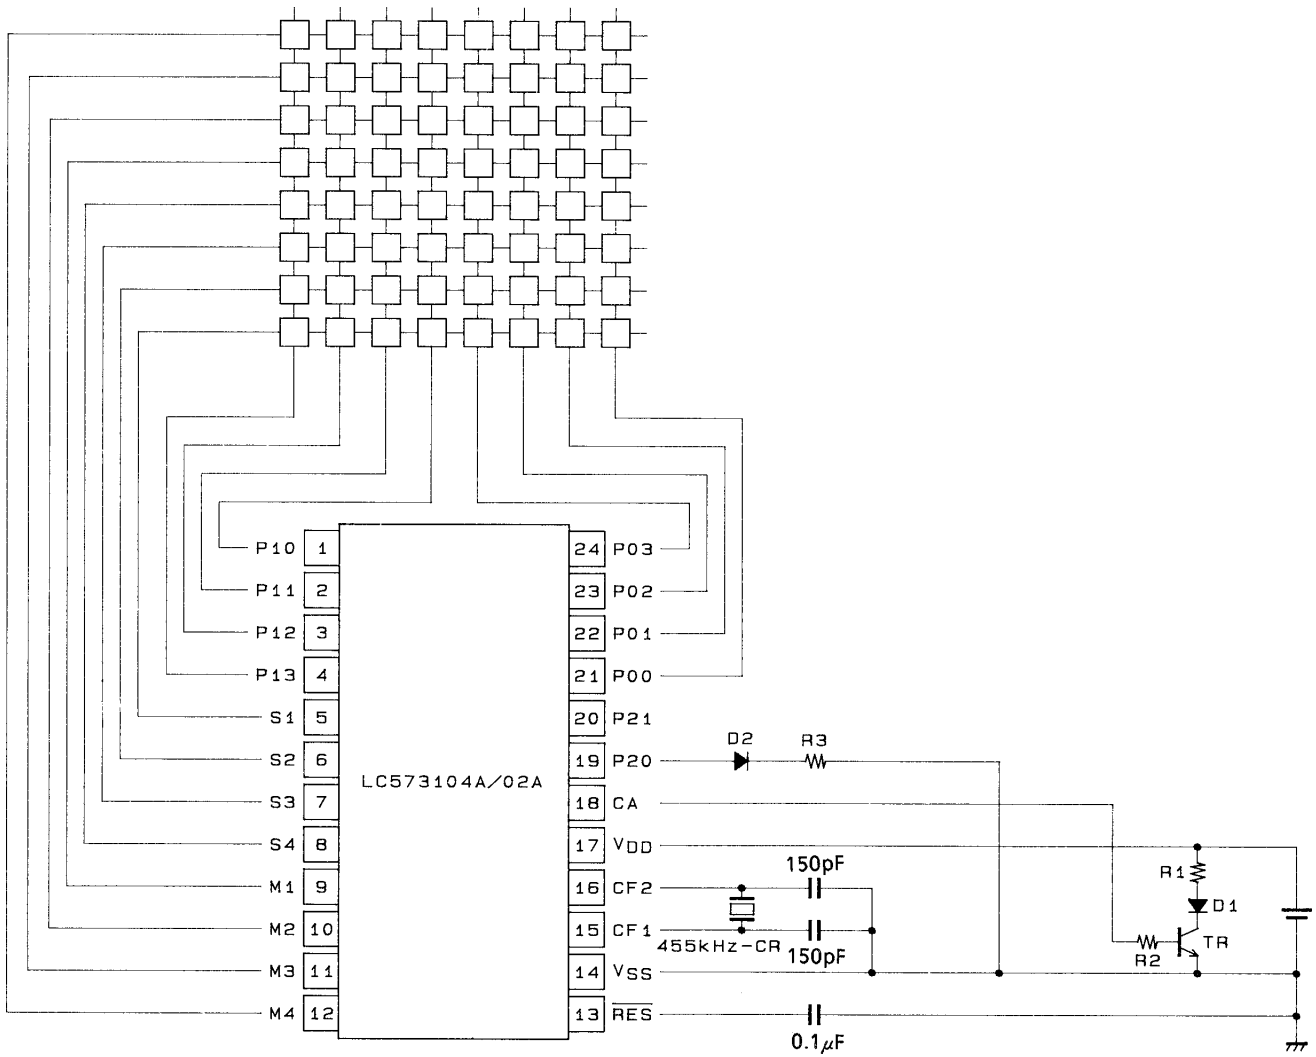 P10 1 24 P03
P11 2 23 P02
P12 3 22 P01
P13 4 21 P00
S1 5 20 P21
D2 R3
S2 6 19 P20
LC573104A/02A
S3 7 18 CA
S4 8 17 VDD
150pF
R1
M1 9 16 CF2
D1
M2 10 15 CF1
455kHz-CR
150pF
TR
R2
M3 11 14 VSS
M4 12 13 RES
0.1μF